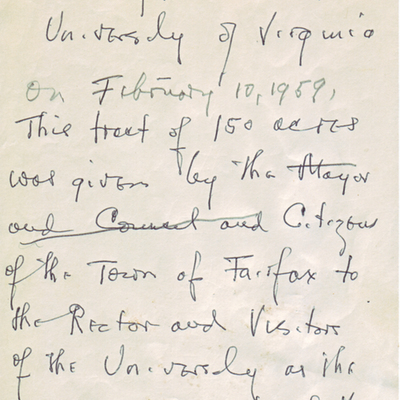 University of Virginia
on February 10, 1959,
This tract of 150 acres
was given by the Mayor
and Council and Citizens
of the Town of Fairfax to
the Rector and Visitors
of the University as the